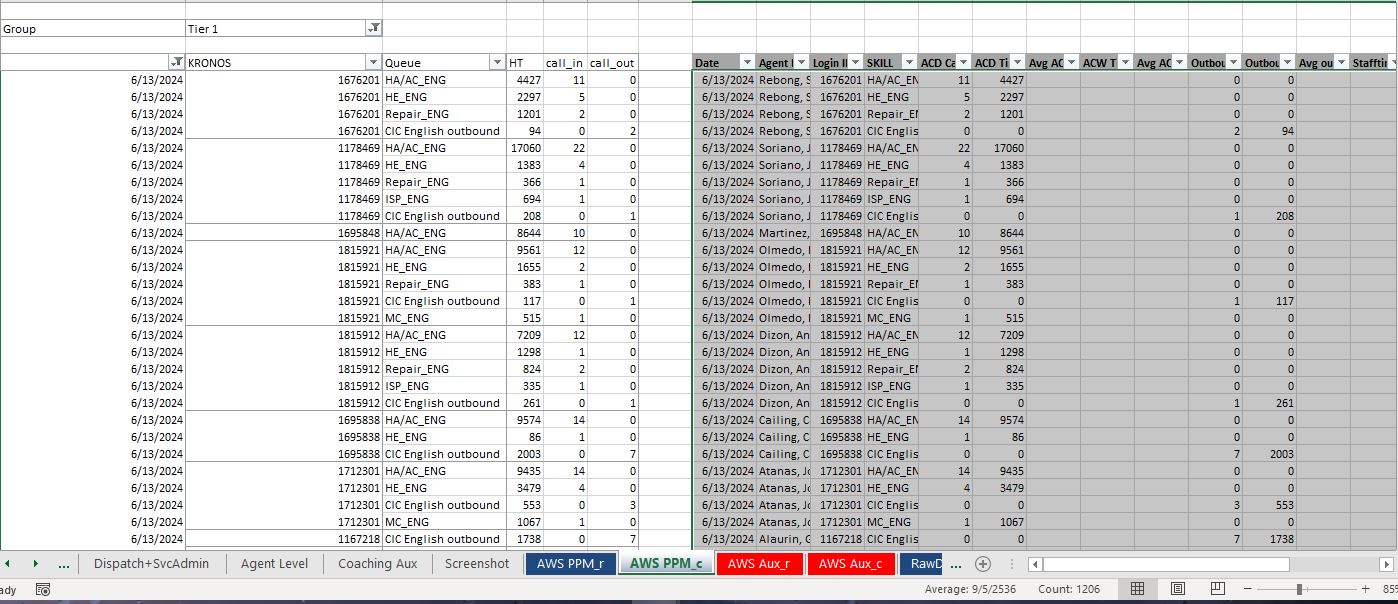 Group Tier 1
KRONOS Queue HT call_in call_out Date Agent Login SKILL ACD Ca ACD Ti Avg AC ACW T Avg AC Outbou Outbou Avg ou Stafftir
6/13/2024 1676201 HA/AC_ENG 4427 11 0 6/13/2024 Rebong, S 1676201 HA/AC_EN 11 4427 0 0
6/13/2024 1676201 HE_ENG 2297 5 0 6/13/2024 Rebong, S 1676201 HE_ENG 5 2297 0 0
6/13/2024 1676201 Repair_ENG 1201 2 0 6/13/2024 Rebong, S 1676201 Repair_EN 2 1201 0 0
6/13/2024 1676201 CIC English outbound 94 0 2 6/13/2024 Rebong, S 1676201 CIC Englis 0 0 2 94
6/13/2024 1178469 HA/AC_ENG 17060 22 0 6/13/2024 Soriano, J 1178469 HA/AC_EN 22 17060 0 0
6/13/2024 1178469 HE_ENG 1383 4 0 6/13/2024 Soriano, J 1178469 HE_ENG 4 1383 0 0
6/13/2024 1178469 Repair_ENG 366 1 0 6/13/2024 Soriano, J 1178469 Repair_EN 1 366 0 0
6/13/2024 1178469 ISP_ENG 694 1 0 6/13/2024 Soriano, J 1178469 ISP_ENG 1 694 0 0
6/13/2024 1178469 CIC English outbound 208 0 1 6/13/2024 Soriano, J 1178469 CIC Englis 0 0 1 208
6/13/2024 1695848 HA/AC_ENG 8644 10 0 6/13/2024 Martinez, 1695848 HA/AC_EN 10 8644 0 0
6/13/2024 1815921 HA/AC_ENG 9561 12 0 6/13/2024 Olmedo, 1815921 HA/AC_EN 12 9561 0 0
6/13/2024 1815921 HE_ENG 1655 2 0 6/13/2024 Olmedo, 1815921 HE_ENG 2 1655 0 0
6/13/2024 1815921 Repair_ENG 383 1 0 6/13/2024 Olmedo, 1815921 Repair_EN 1 383 0 0
6/13/2024 1815921 CIC English outbound 117 0 1 6/13/2024 Olmedo, 1815921 CIC Englis 0 0 1 117
6/13/2024 1815921 MC_ENG 515 1 0 6/13/2024 Olmedo, 1815921 MC_ENG 1 515 0 0
6/13/2024 1815912 HA/AC_ENG 7209 12 0 6/13/2024 Dizon, An 1815912 HA/AC_EN 12 7209 0 0
6/13/2024 1815912 HE_ENG 1298 1 0 6/13/2024 Dizon, An 1815912 HE_ENG 1 1298 0 0
6/13/2024 1815912 Repair_ENG 824 2 0 6/13/2024 Dizon, An 1815912 Repair_EN 2 824 0 0
6/13/2024 1815912 ISP_ENG 335 1 0 6/13/2024 Dizon, An 1815912 ISP_ENG 1 335 0 0
6/13/2024 1815912 CIC English outbound 261 0 1 6/13/2024 Dizon, An 1815912 CIC Englis 0 0 1 261
6/13/2024 1695838 HA/AC_ENG 9574 14 0 6/13/2024 Cailing, C 1695838 HA/AC_EN 14 9574 0 0
6/13/2024 1695838 HE_ENG 86 1 0 6/13/2024 Cailing, C 1695838 HE_ENG 1 86 0 0
6/13/2024 1695838 CIC English outbound 2003 0 7 6/13/2024 Cailing, C 1695838 CIC Englis 0 0 7 2003
6/13/2024 1712301 HA/AC_ENG 9435 14 0 6/13/2024 Atanas, Jo 1712301 HA/AC_EN 14 9435 0 0
6/13/2024 1712301 HE_ENG 3479 4 0 6/13/2024 Atanas, Jo 1712301 HE_ENG 4 3479 0 0
6/13/2024 1712301 CIC English outbound 553 0 3 6/13/2024 Atanas, Jo 1712301 CIC Englis 0 0 3 553
6/13/2024 1712301 MC_ENG 1067 1 0 6/13/2024 Atanas, Jo 1712301 MC_ENG 1 1067 0 0
6/13/2024 1167218 CIC English outbound 1738 0 7 6/13/2024 Alaurin, G 1167218 CIC Englis 0 0 7 1738
... Dispatch+SvcAdmin Agent Level Coaching Aux Screenshot AWS PPM_r AWS PPM_c AWS Aux_r AWS Aux_c RawD ...
ady Average: 9/5/2536 Count: 1206 85%